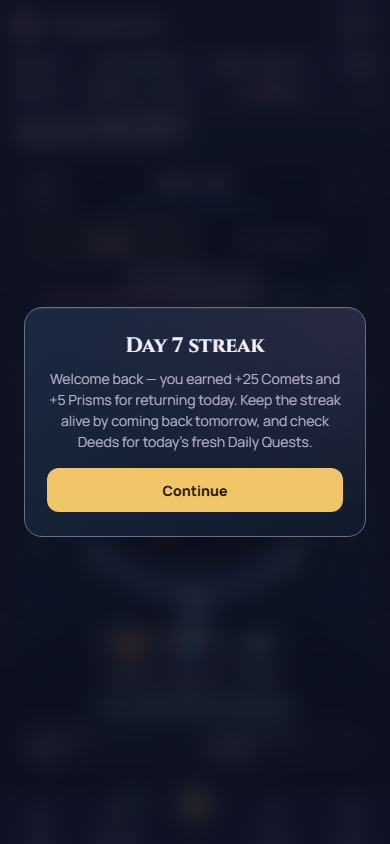 Day 7 streak
Welcome back — you earned +25 Comets and
+5 Prisms for returning today. Keep the streak
alive by coming back tomorrow, and check
Deeds for today's fresh Daily Quests.
Continue